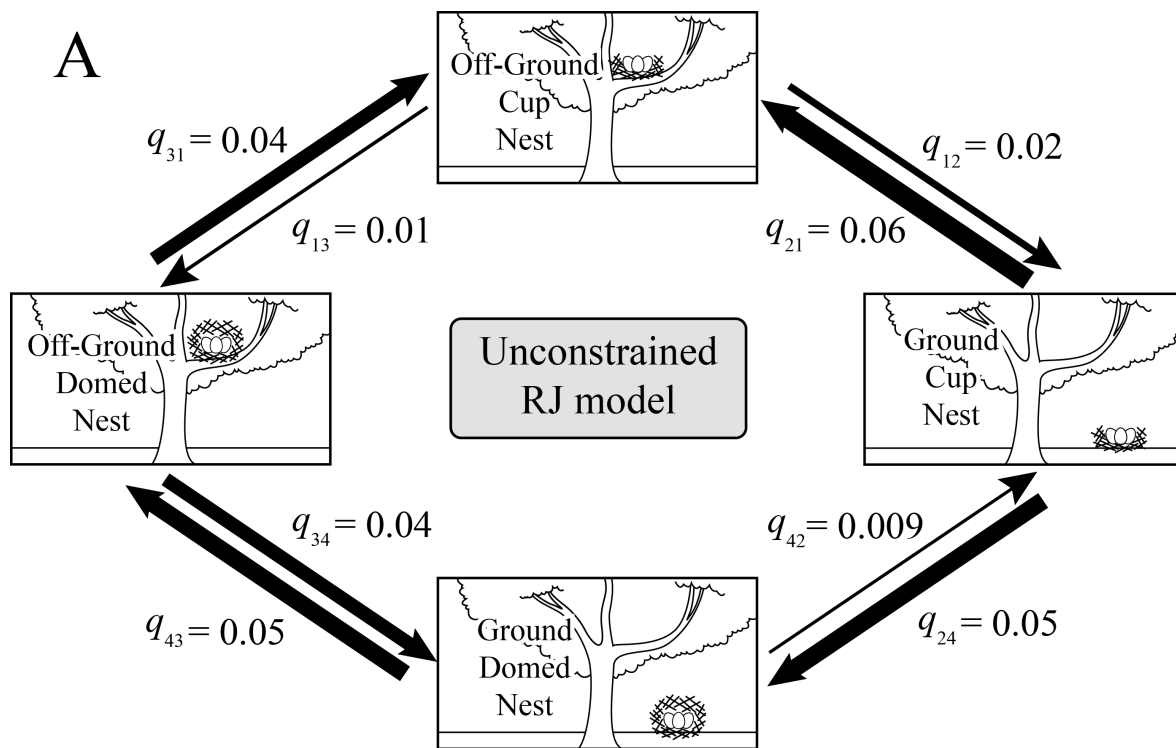 A
Off-Ground
Cup
Nest
q31 = 0.04
q12 = 0.02
q13 = 0.01
q21 = 0.06
Off-Ground
Domed
Nest
Unconstrained
RJ model
Ground
Cup
Nest
q34 = 0.04
q42 = 0.009
q43 = 0.05
q24 = 0.05
Ground
Domed
Nest